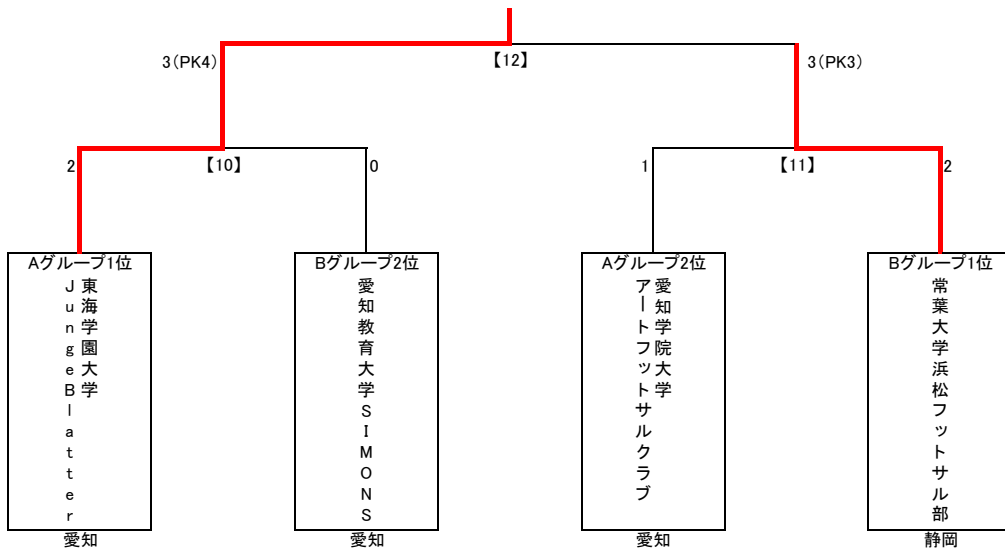 3(PK4)
【12】
3(PK3)
2
【10】
0
1
【11】
2
Aグループ1位
東海学園大学
JungeBlatter
愛知
Bグループ2位
愛知教育大学SIMONS
愛知
Aグループ2位
愛知学院大学
アートフットサルクラブ
愛知
Bグループ1位
常葉大学浜松フットサル部
静岡